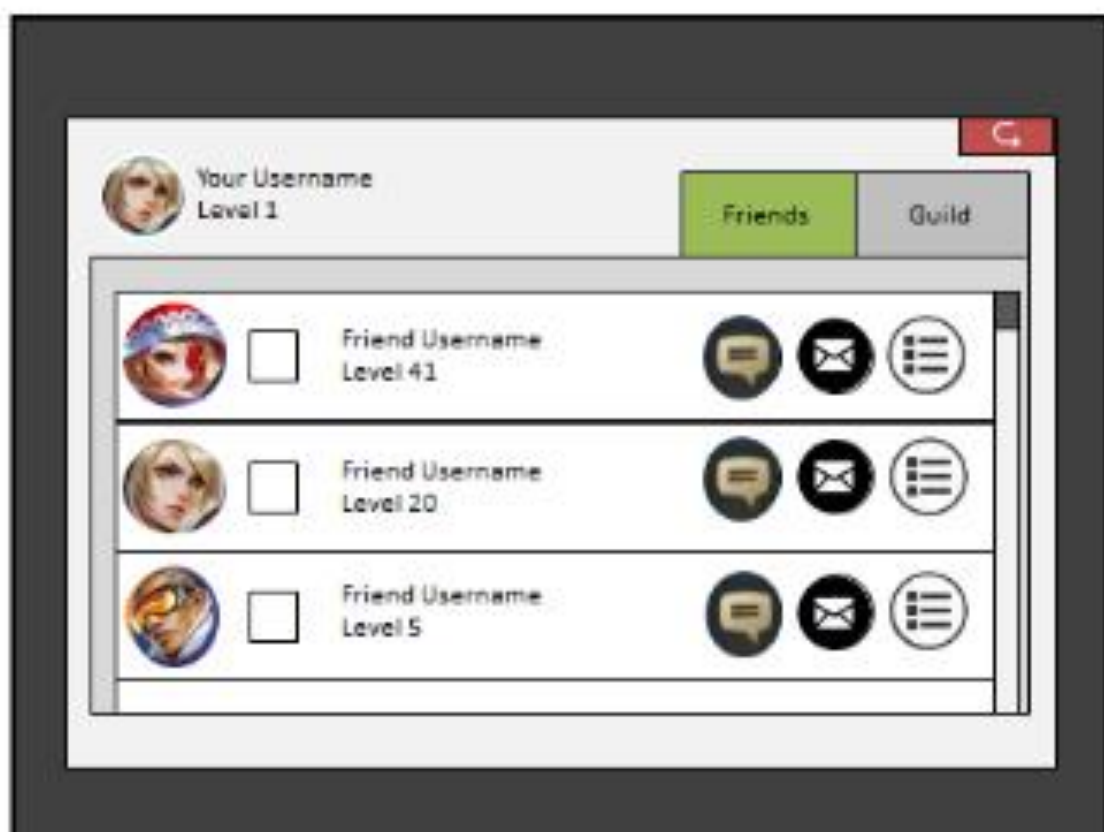 Your Username
Level 1
Friends
Guild
Friend Username
Level 41
Friend Username
Level 20
Friend Username
Level 5